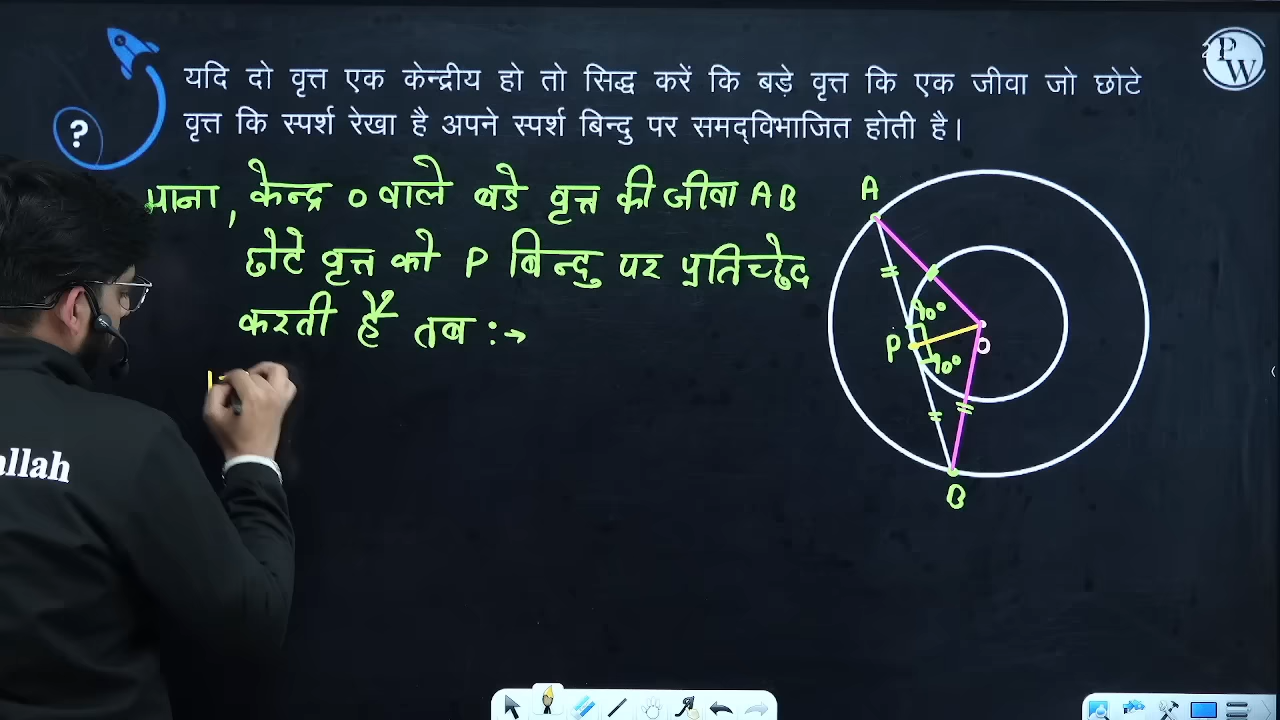 यदि दो वृत्त एक केन्द्रीय हो तो सिद्ध करें कि बड़े वृत्त कि एक जीवा जो छोटे
वृत्त कि स्पर्श रेखा है अपने स्पर्श बिन्दु पर समद्विभाजित होती है।
?
PW
माना, केन्द्र O वाले बडे वृत्त की जीवा AB
छोटे वृत्त को P बिन्दु पर प्रतिच्छेद
करती है तब :→
A
90°
P
O
90°
B
allah